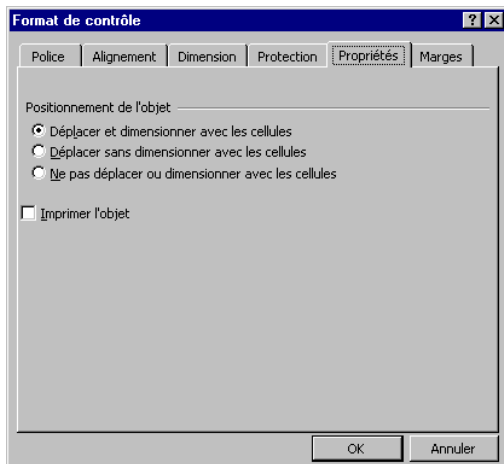 Format de contrôle
Police Alignement Dimension Protection Propriétés Marges
Positionnement de l'objet
Déplacer et dimensionner avec les cellules
Déplacer sans dimensionner avec les cellules
Ne pas déplacer ou dimensionner avec les cellules
Imprimer l'objet
OK Annuler